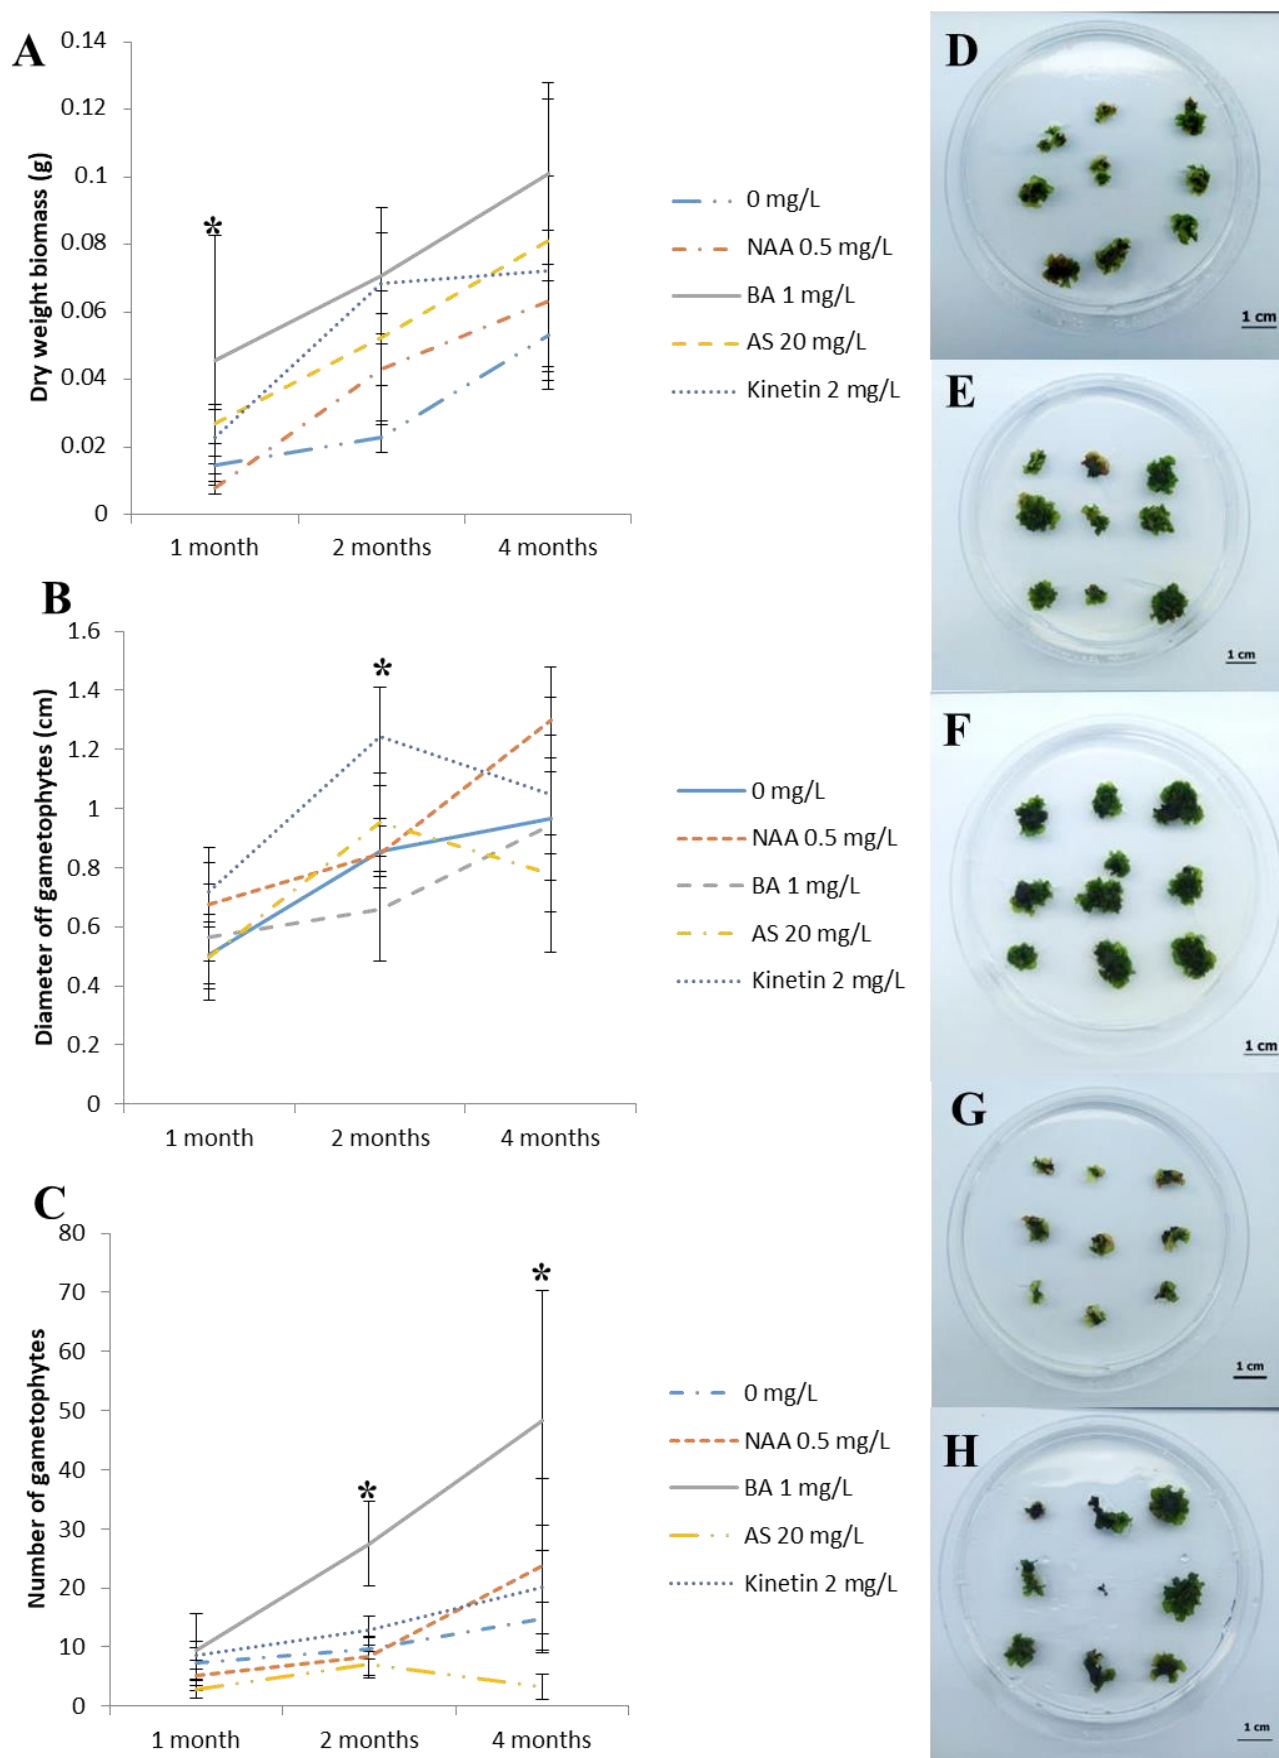 A
0.14
0.12
0.1
0.08
0.06
0.04
0.02
0
Dry weight biomass (g)
*
1 month
2 months
4 months
0 mg/L
NAA 0.5 mg/L
BA 1 mg/L
AS 20 mg/L
Kinetin 2 mg/L
B
1.6
1.4
1.2
1
0.8
0.6
0.4
0.2
0
Diameter off gametophytes (cm)
*
1 month
2 months
4 months
0 mg/L
NAA 0.5 mg/L
BA 1 mg/L
AS 20 mg/L
Kinetin 2 mg/L
C
80
70
60
50
40
30
20
10
0
Number of gametophytes
*
*
1 month
2 months
4 months
0 mg/L
NAA 0.5 mg/L
BA 1 mg/L
AS 20 mg/L
Kinetin 2 mg/L
D
1 cm
E
1 cm
F
1 cm
G
1 cm
H
1 cm